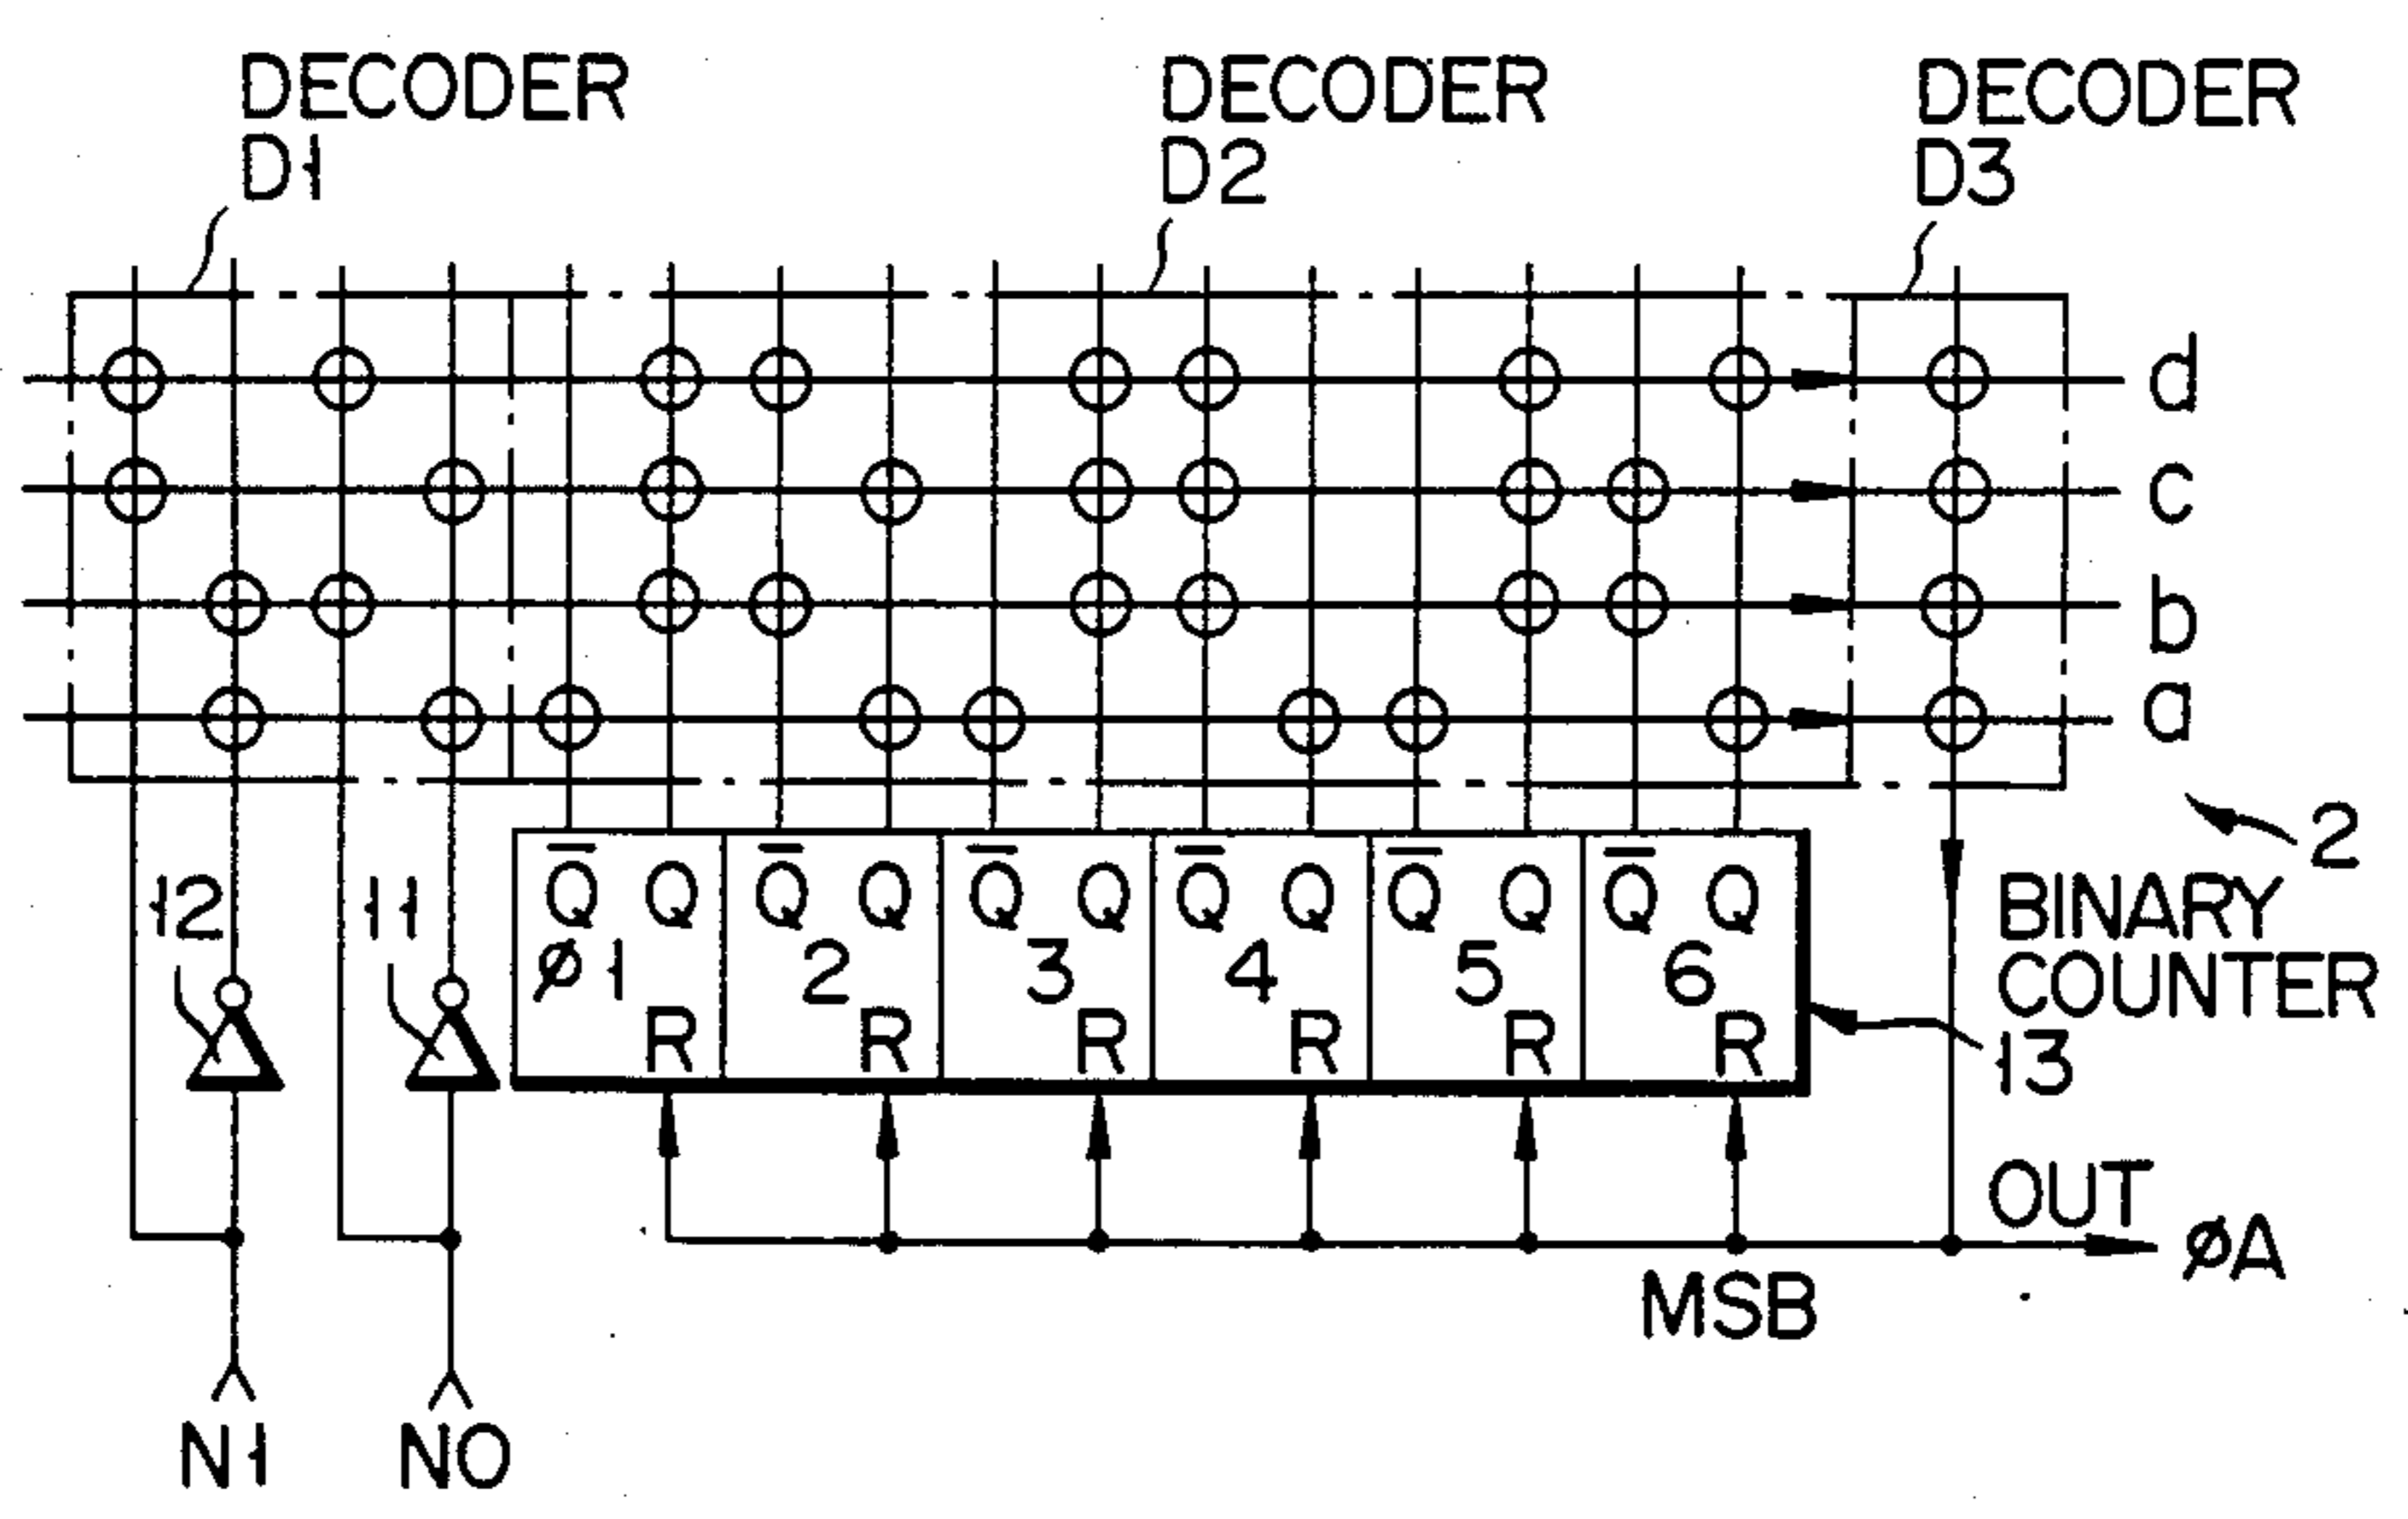 DECODER
D1
DECODER
D2
DECODER
D3
d
c
b
a
2
12
11
Q̅ Q Q̅ Q Q̅ Q Q̅ Q Q̅ Q Q̅ Q
ø1 2 3 4 5 6
R R R R R R
BINARY
COUNTER
13
OUT
øA
MSB
N1 N0